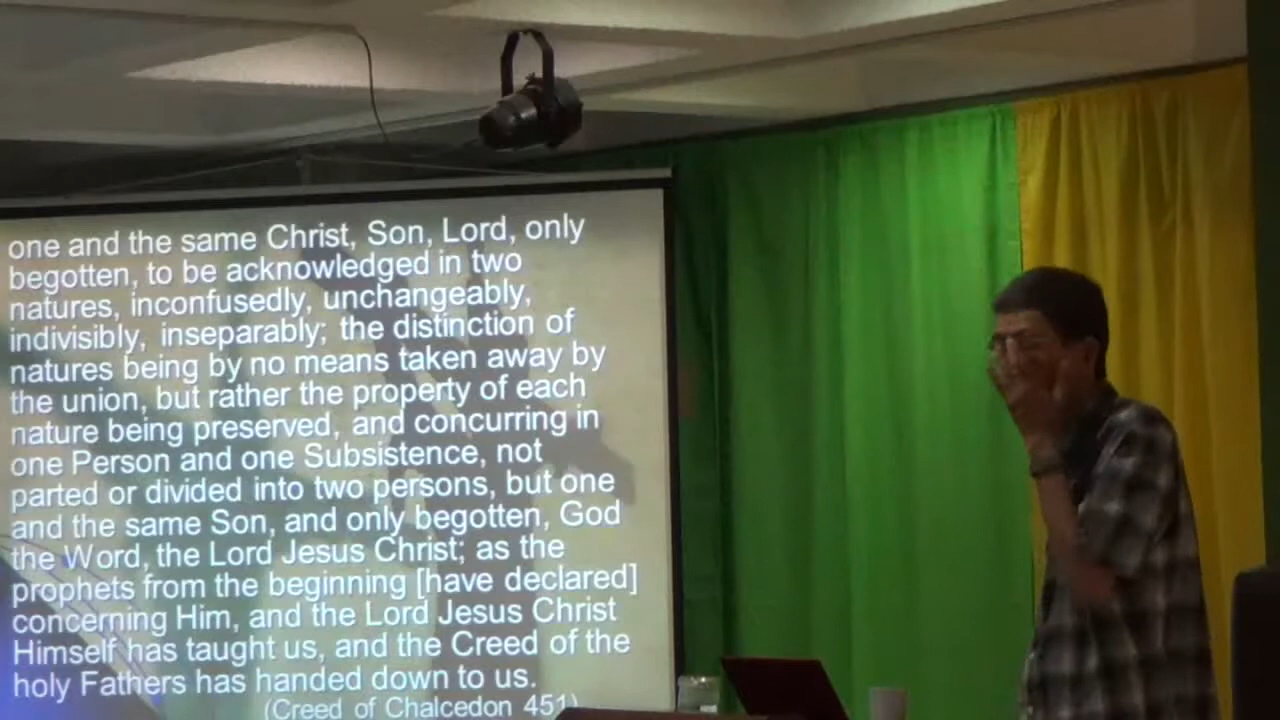 one and the same Christ, Son, Lord, only
begotten, to be acknowledged in two
natures, inconfusedly, unchangeably,
indivisibly, inseparably; the distinction of
natures being by no means taken away by
the union, but rather the property of each
nature being preserved, and concurring in
one Person and one Subsistence, not
parted or divided into two persons, but one
and the same Son, and only begotten, God
the Word, the Lord Jesus Christ; as the
prophets from the beginning [have declared]
concerning Him, and the Lord Jesus Christ
Himself has taught us, and the Creed of the
holy Fathers has handed down to us.
(Creed of Chalcedon 451)